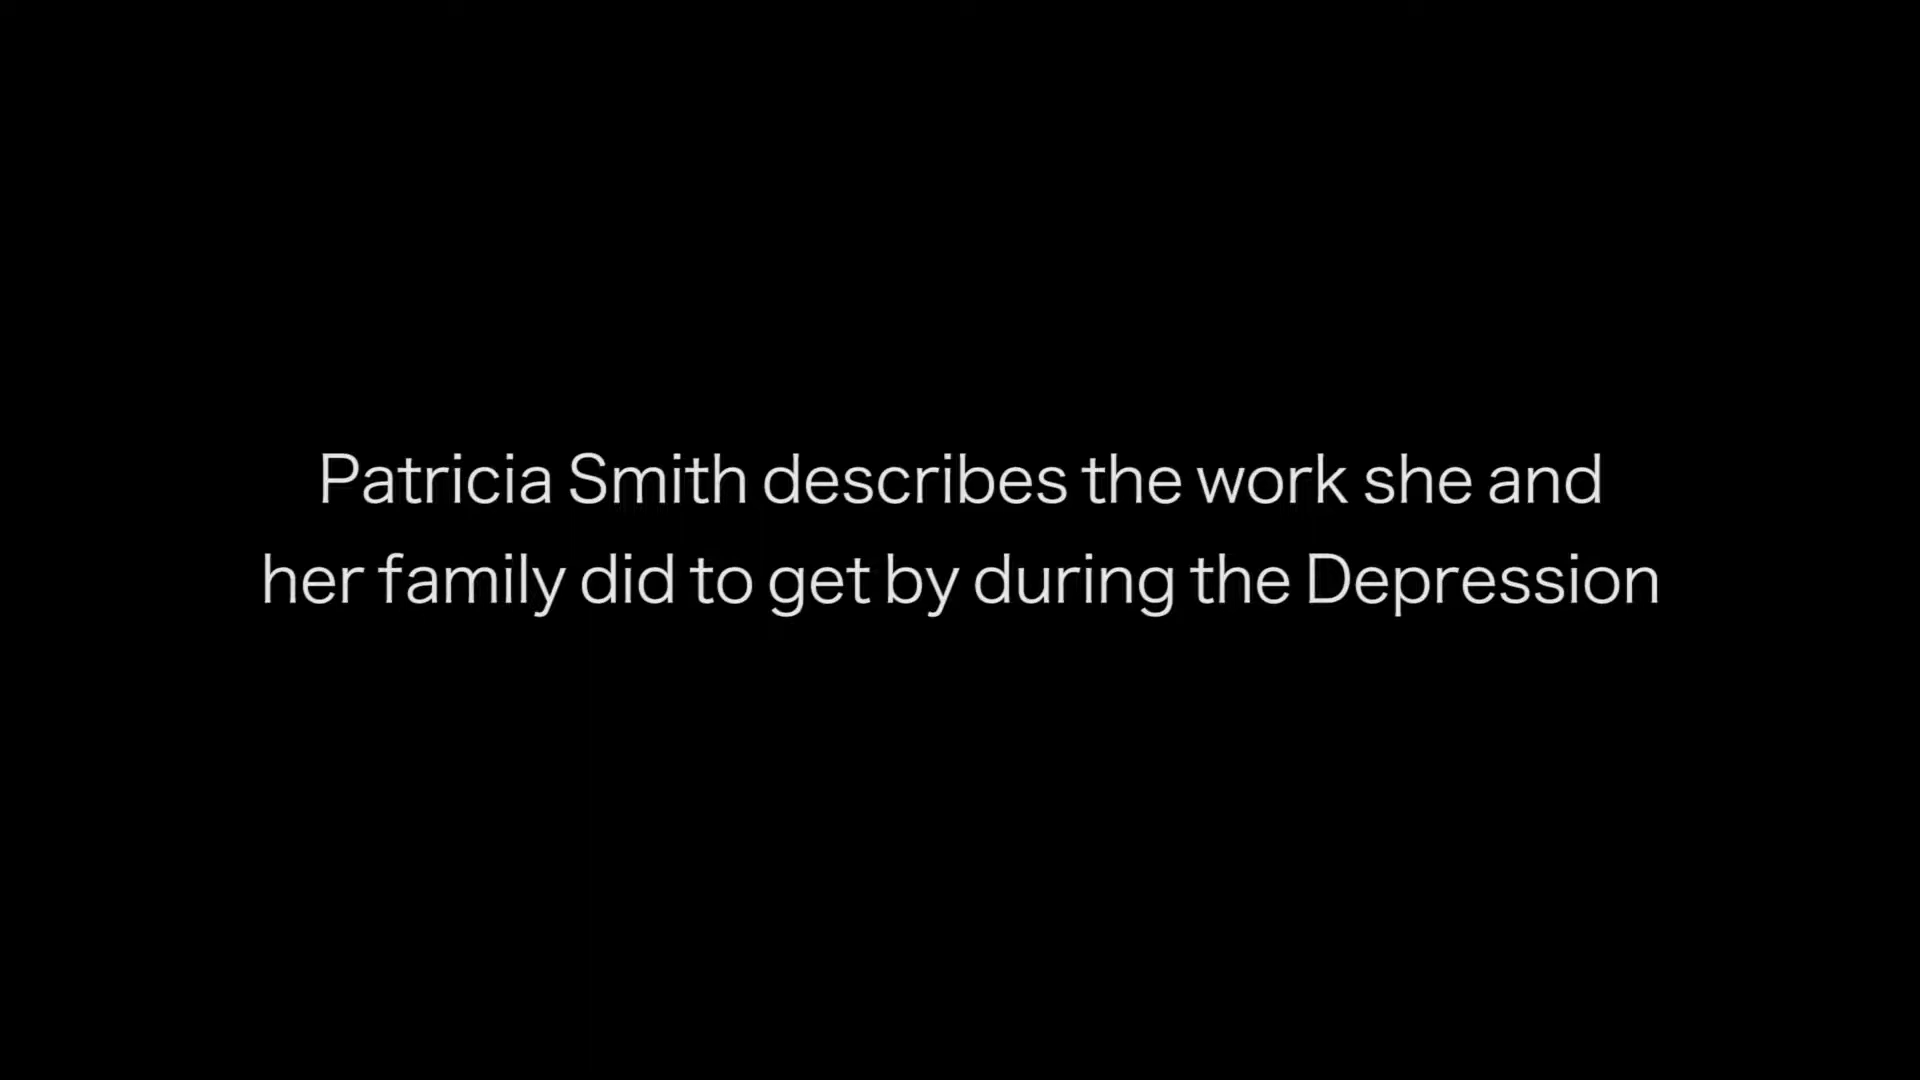 Patricia Smith describes the work she and
her family did to get by during the Depression